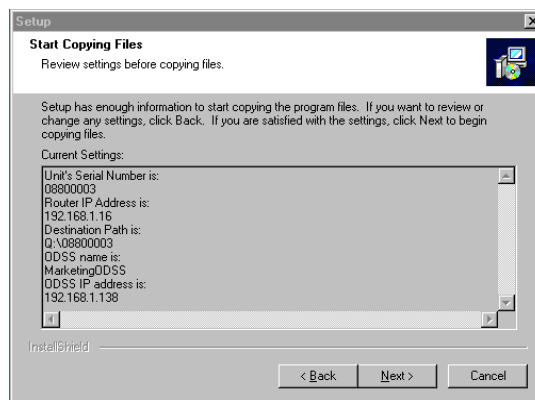 Setup
Start Copying Files
Review settings before copying files.
Setup has enough information to start copying the program files. If you want to review or
change any settings, click Back. If you are satisfied with the settings, click Next to begin
copying files.
Current Settings:
Unit's Serial Number is:
08800003
Router IP Address is:
192.168.1.16
Destination Path is:
Q:\08800003
ODSS name is:
MarketingODSS
ODSS IP address is:
192.168.1.138
InstallShield
< Back
Next >
Cancel